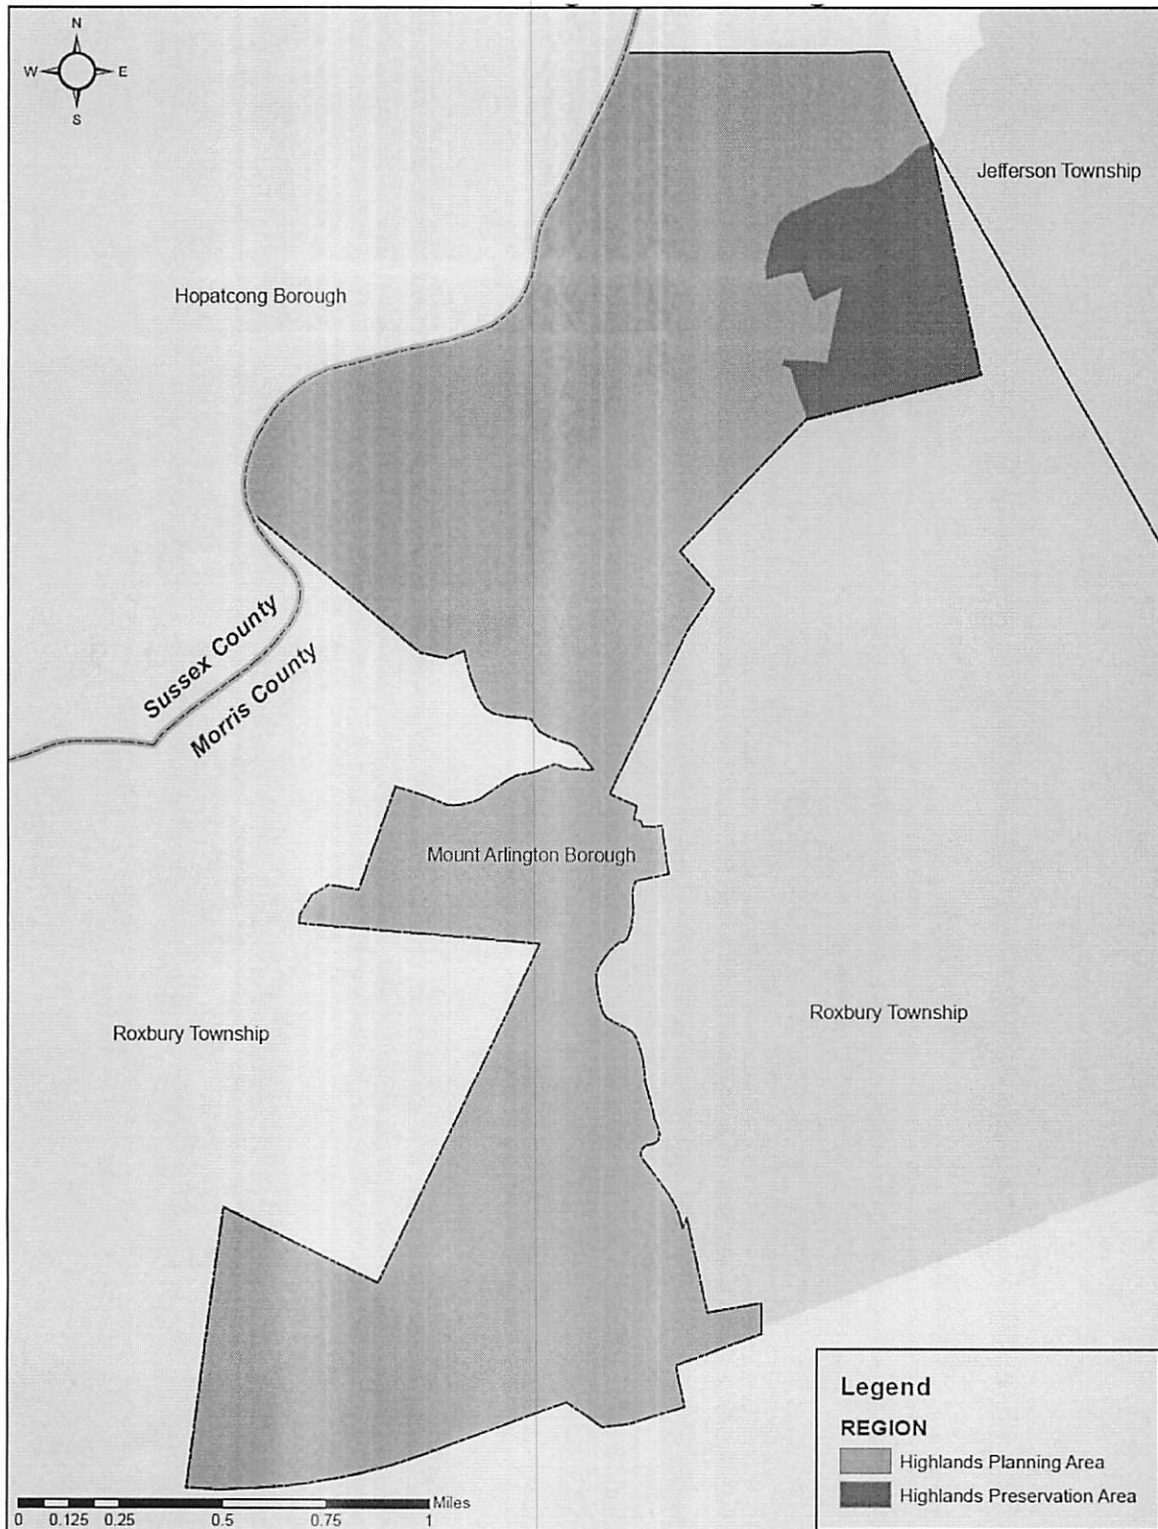 N
W E
S
Jefferson Township
Hopatcong Borough
Sussex County
Morris County
Mount Arlington Borough
Roxbury Township
Roxbury Township
Legend
REGION
Highlands Planning Area
Highlands Preservation Area
Miles
0 0.125 0.25 0.5 0.75 1